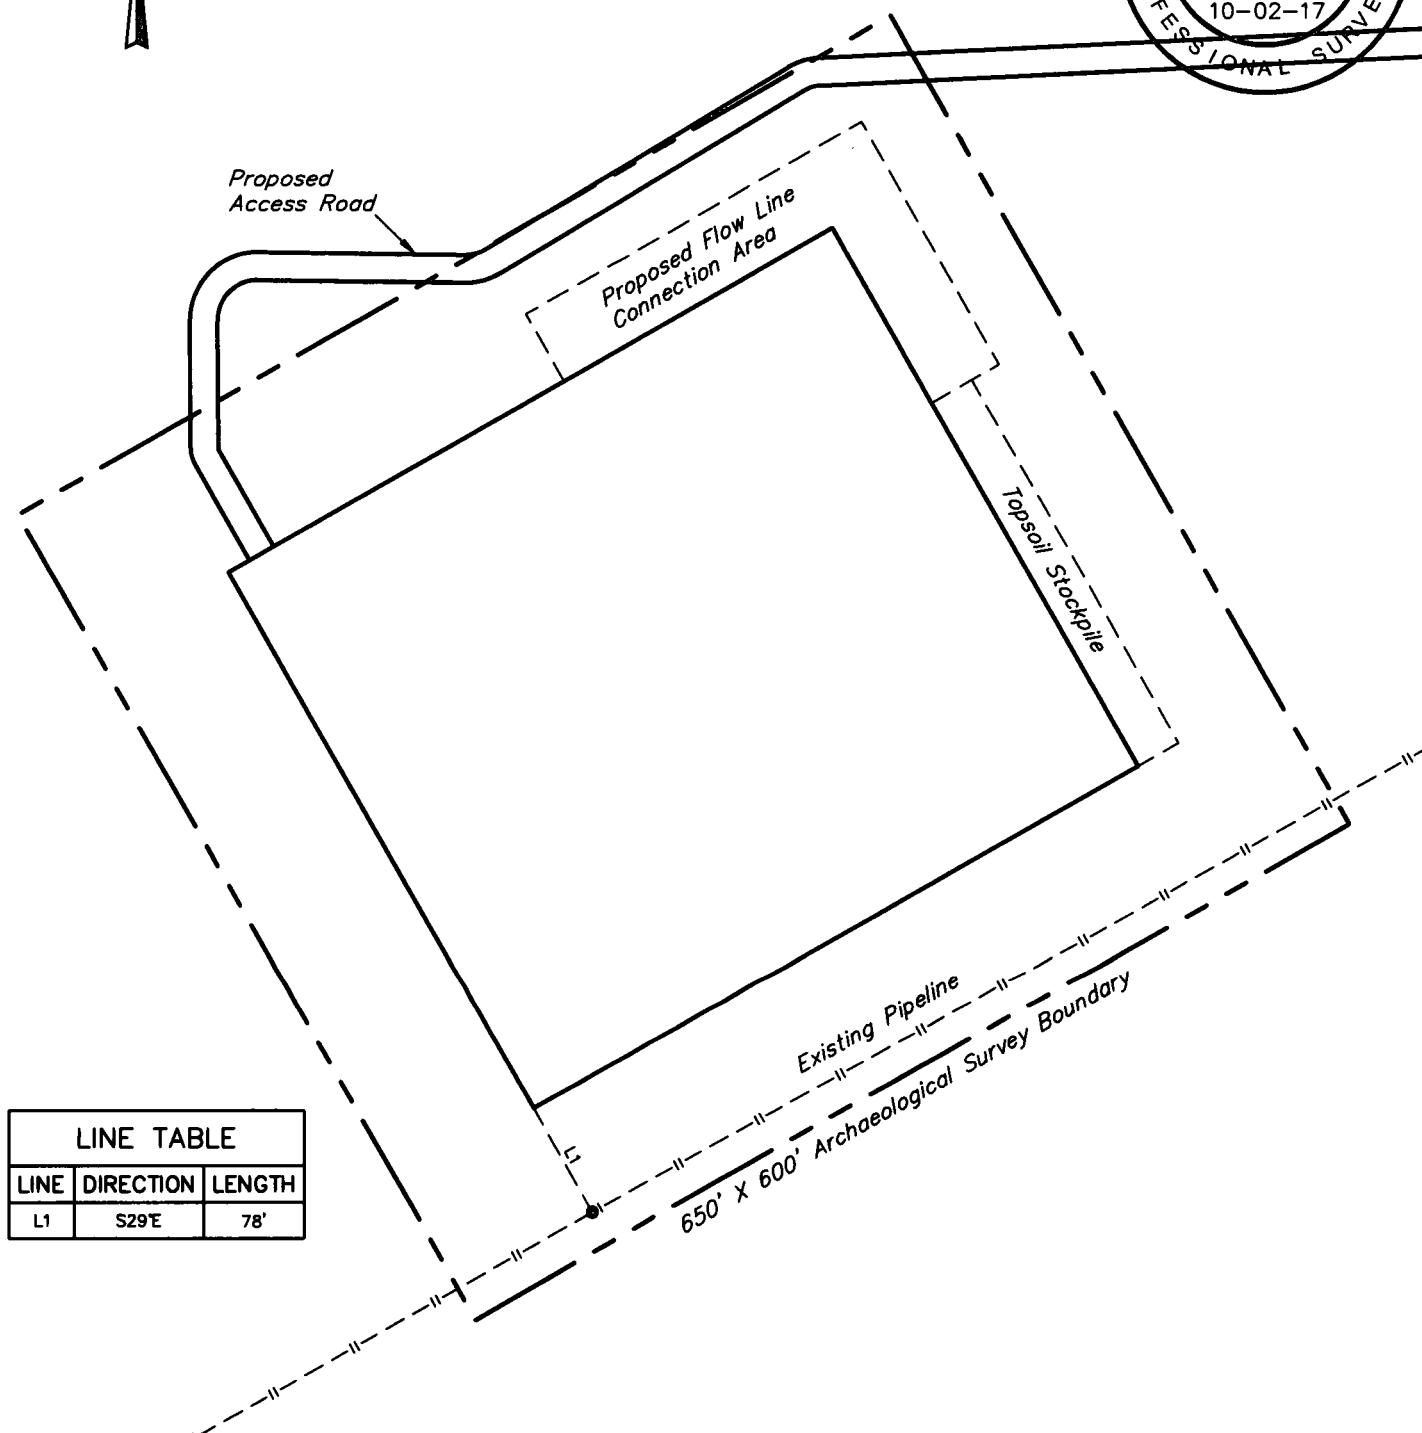 10-02-17
FESSIONAL SURVE
Proposed
Access Road
Proposed Flow Line
Connection Area
Topsoil Stockpile
Existing Pipeline
650' X 600' Archaeological Survey Boundary
L1
LINE TABLE
LINE DIRECTION LENGTH
L1 S29°E 78'